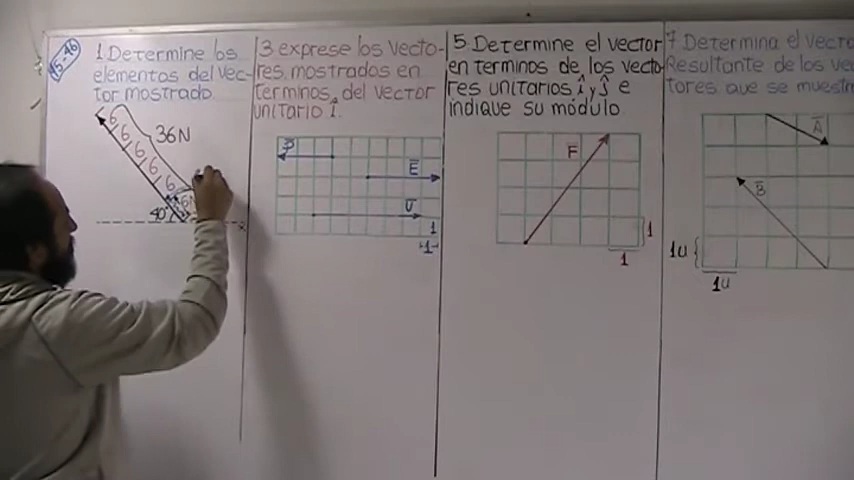 15-16
1 Determine los
elementos del vec-
tor mostrado
36N
6
6
6
6
6
6N
40°
x
3 exprese los vecto-
res mostrados en
terminos del vector
unitario î.
P
E
U
1
1
5 Determine el vector
en terminos de los vecto
res unitarios î y ĵ e
indique su módulo
F
1
1
7 Determina el vecto
Resultante de los vec
tores que se muestr
A
B
1u
1u